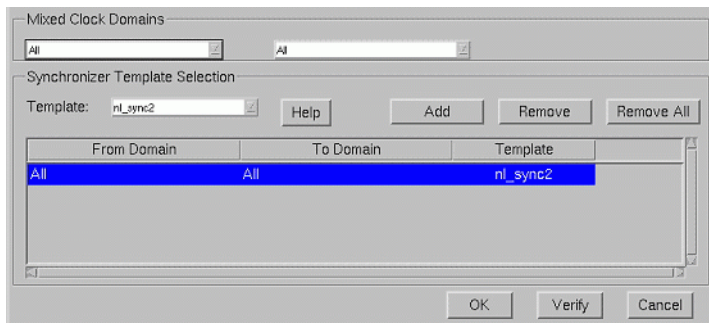 Mixed Clock Domains
All All
Synchronizer Template Selection
Template: nl_sync2 Help Add Remove Remove All
From Domain To Domain Template
All All nl_sync2
OK Verify Cancel